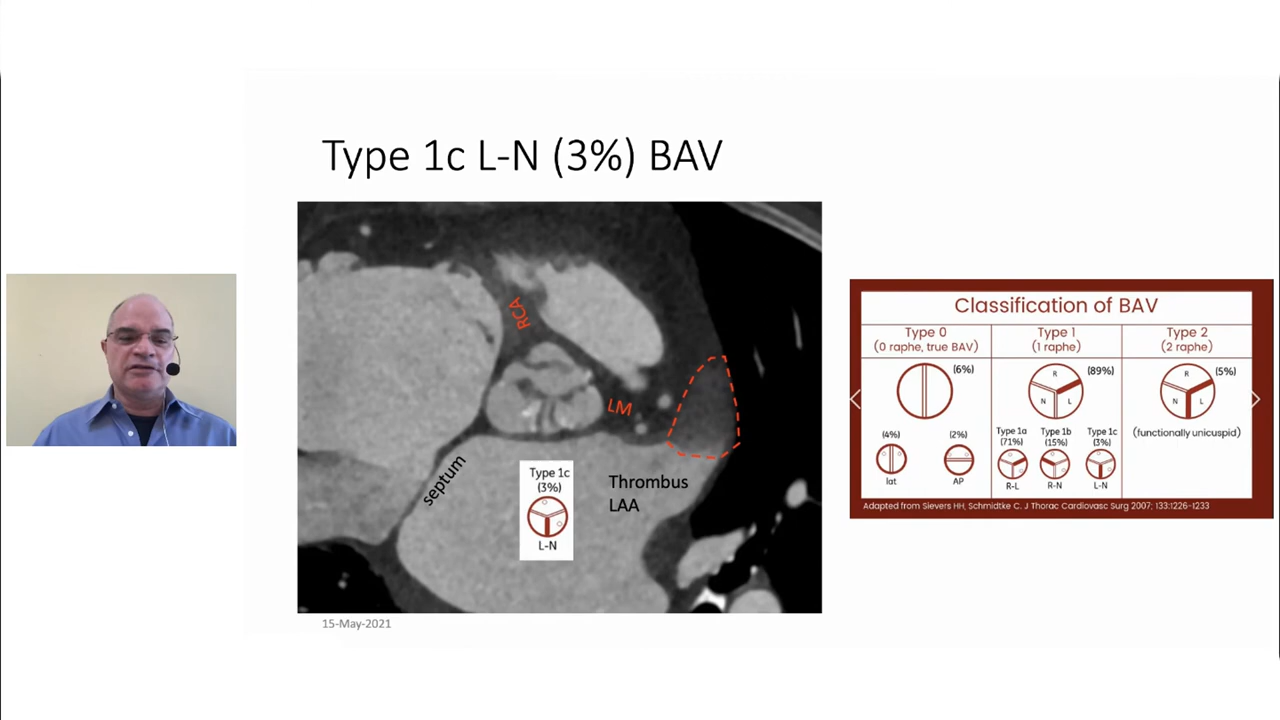 Type 1c L-N (3%) BAV
RCA
LM
septum
Type 1c
(3%)
L-N
Thrombus
LAA
15-May-2021
Classification of BAV
Type 0
(0 raphe, true BAV)
(6%)
(4%)
lat
(2%)
AP
Type 1
(1 raphe)
R
N
L
(89%)
Type 1a
(71%)
R-L
Type 1b
(15%)
R-N
Type 1c
(3%)
L-N
Type 2
(2 raphe)
R
N
L
(5%)
(functionally unicuspid)
Adapted from Sievers HH, Schmidtke C. J Thorac Cardiovasc Surg 2007; 133:1226-1233